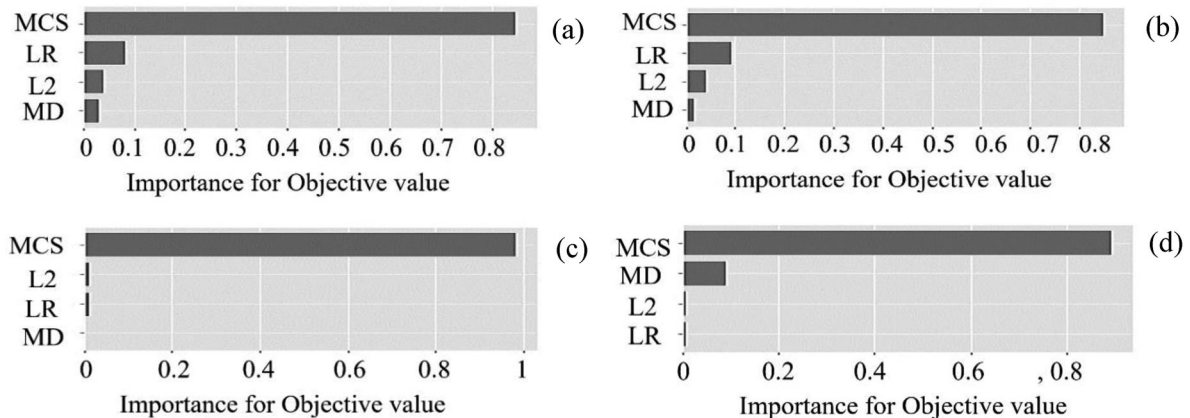 MCS
LR
L2
MD
0 0.1 0.2 0.3 0.4 0.5 0.6 0.7 0.8
Importance for Objective value
(a)
MCS
LR
L2
MD
0 0.1 0.2 0.3 0.4 0.5 0.6 0.7 0.8
Importance for Objective value
(b)
MCS
L2
LR
MD
0 0.2 0.4 0.6 0.8 1
Importance for Objective value
(c)
MCS
MD
L2
LR
0 0.2 0.4 0.6 , 0.8
Importance for Objective value
(d)